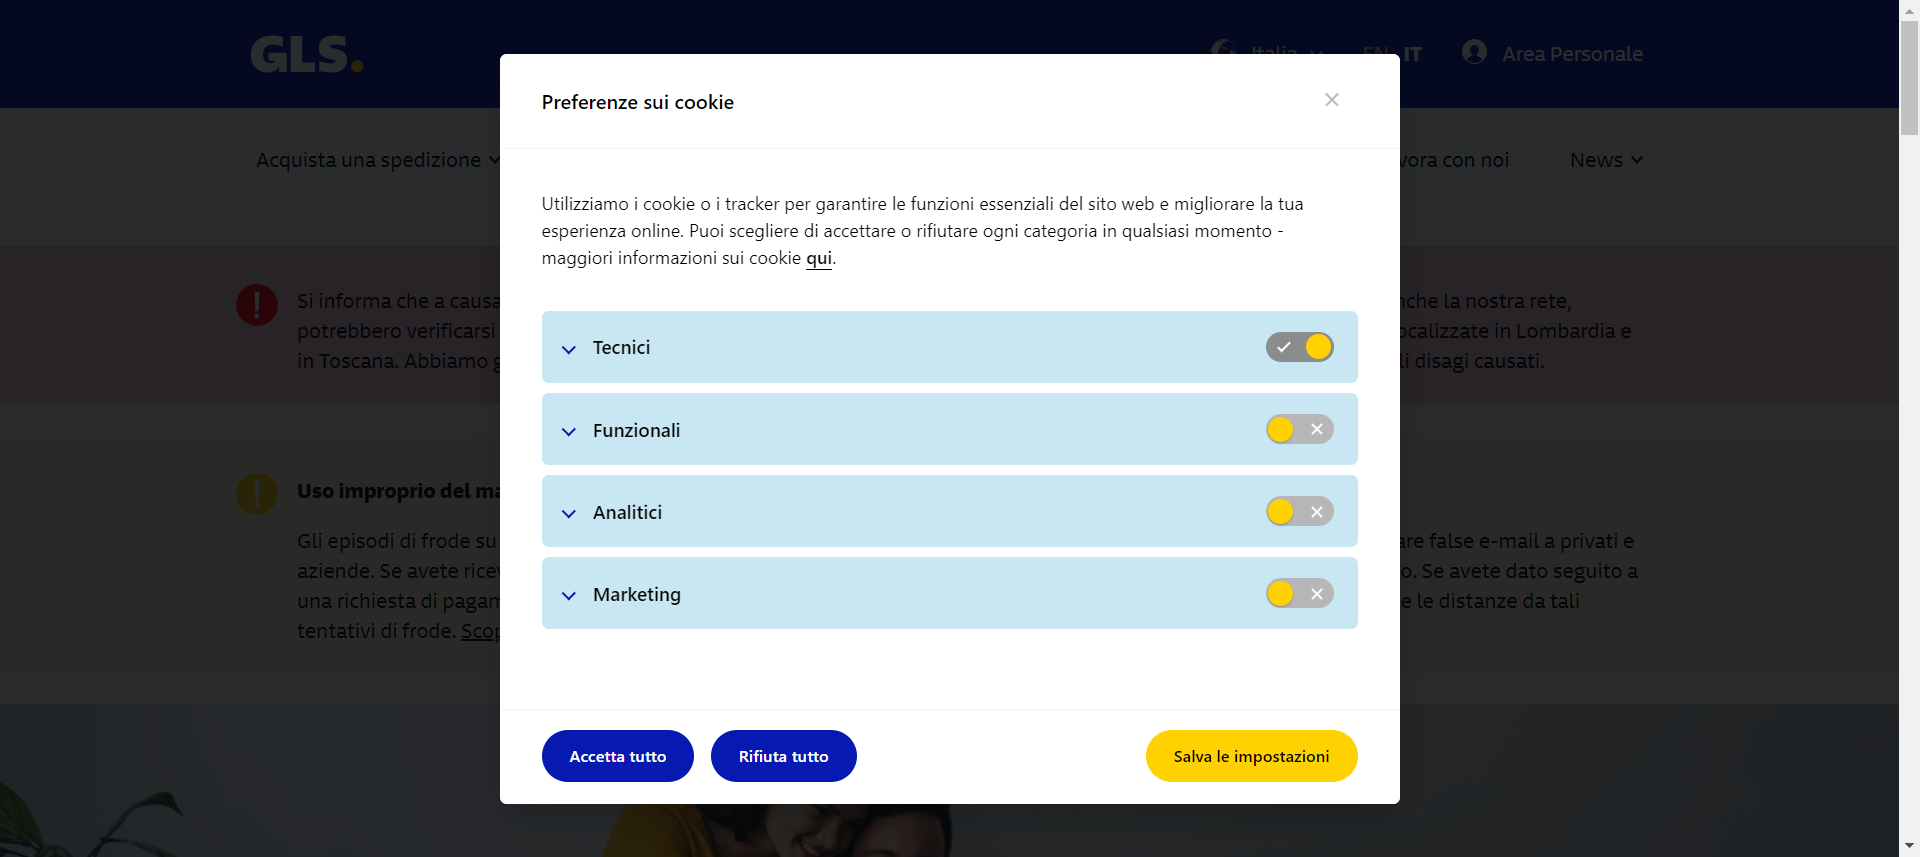 GLS.
Italia
EN IT
Area Personale
Acquista una spedizione
vora con noi
News
Si informa che a causa
nche la nostra rete,
potrebbero verificarsi
ocalizzate in Lombardia e
in Toscana. Abbiamo g
li disagi causati.
Uso improprio del ma
Gli episodi di frode su
are false e-mail a privati e
aziende. Se avete rice
o. Se avete dato seguito a
una richiesta di pagam
e le distanze da tali
tentativi di frode. Scop
Preferenze sui cookie
Utilizziamo i cookie o i tracker per garantire le funzioni essenziali del sito web e migliorare la tua
esperienza online. Puoi scegliere di accettare o rifiutare ogni categoria in qualsiasi momento -
maggiori informazioni sui cookie qui.
Tecnici
Funzionali
Analitici
Marketing
Accetta tutto
Rifiuta tutto
Salva le impostazioni